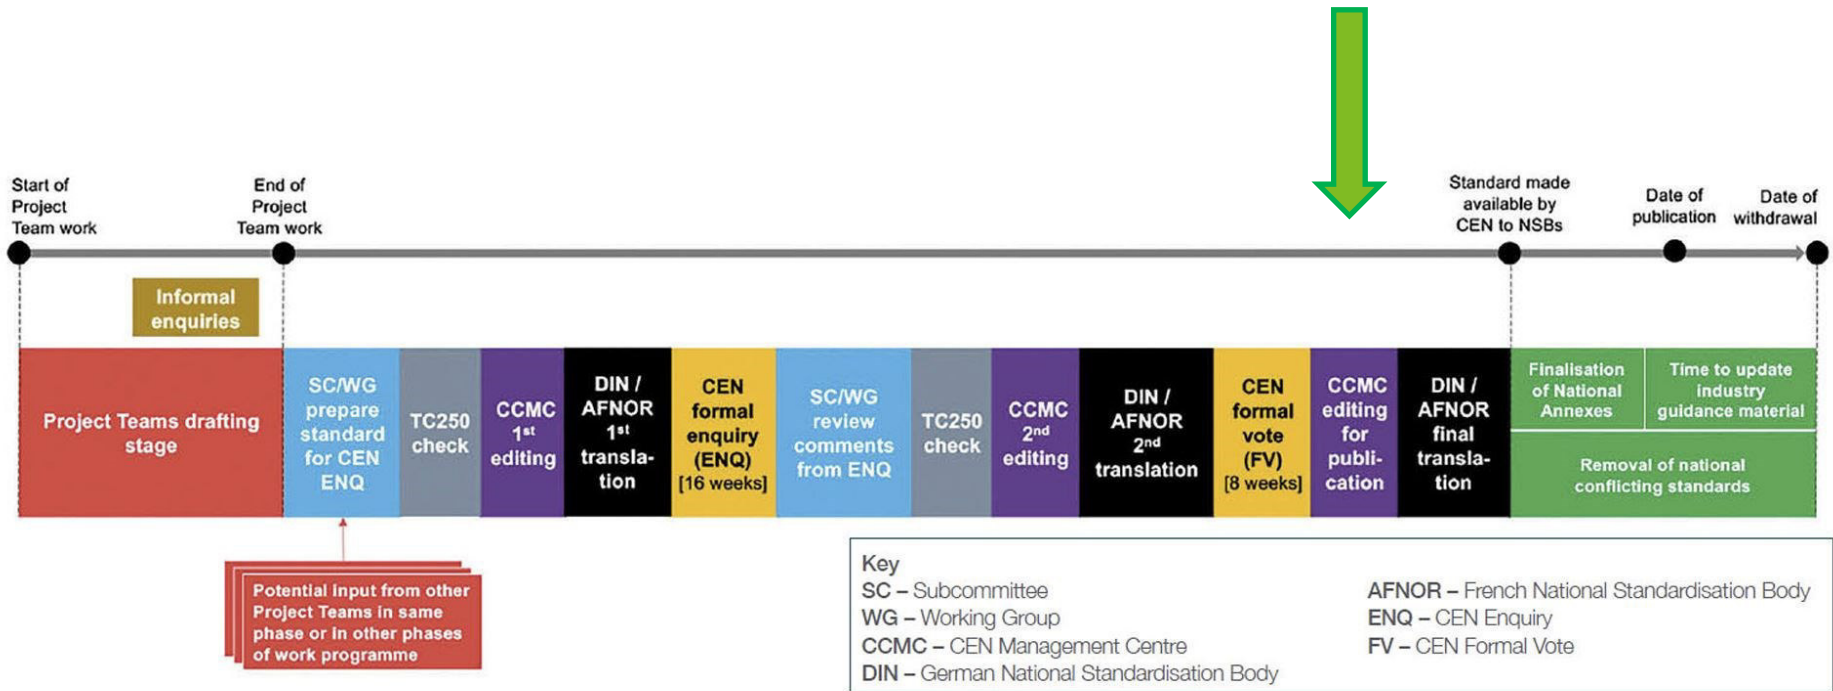 Start of
Project
Team work
End of
Project
Team work
Standard made
available by
CEN to NSBs
Date of
publication
Date of
withdrawal
Informal
enquiries
Project Teams drafting
stage
SC/WG
prepare
standard
for CEN
ENQ
TC250
check
CCMC
1st
editing
DIN /
AFNOR
1st
transla-
tion
CEN
formal
enquiry
(ENQ)
[16 weeks]
SC/WG
review
comments
from ENQ
TC250
check
CCMC
2nd
editing
DIN /
AFNOR
2nd
translation
CEN
formal
vote
(FV)
[8 weeks]
CCMC
editing
for
publi-
cation
DIN /
AFNOR
final
transla-
tion
Finalisation
of National
Annexes
Time to update
industry
guidance material
Removal of national
conflicting standards
Potential Input from other
Project Teams in same
phase or in other phases
of work programme
Key
SC – Subcommittee
WG – Working Group
CCMC – CEN Management Centre
DIN – German National Standardisation Body
AFNOR – French National Standardisation Body
ENQ – CEN Enquiry
FV – CEN Formal Vote